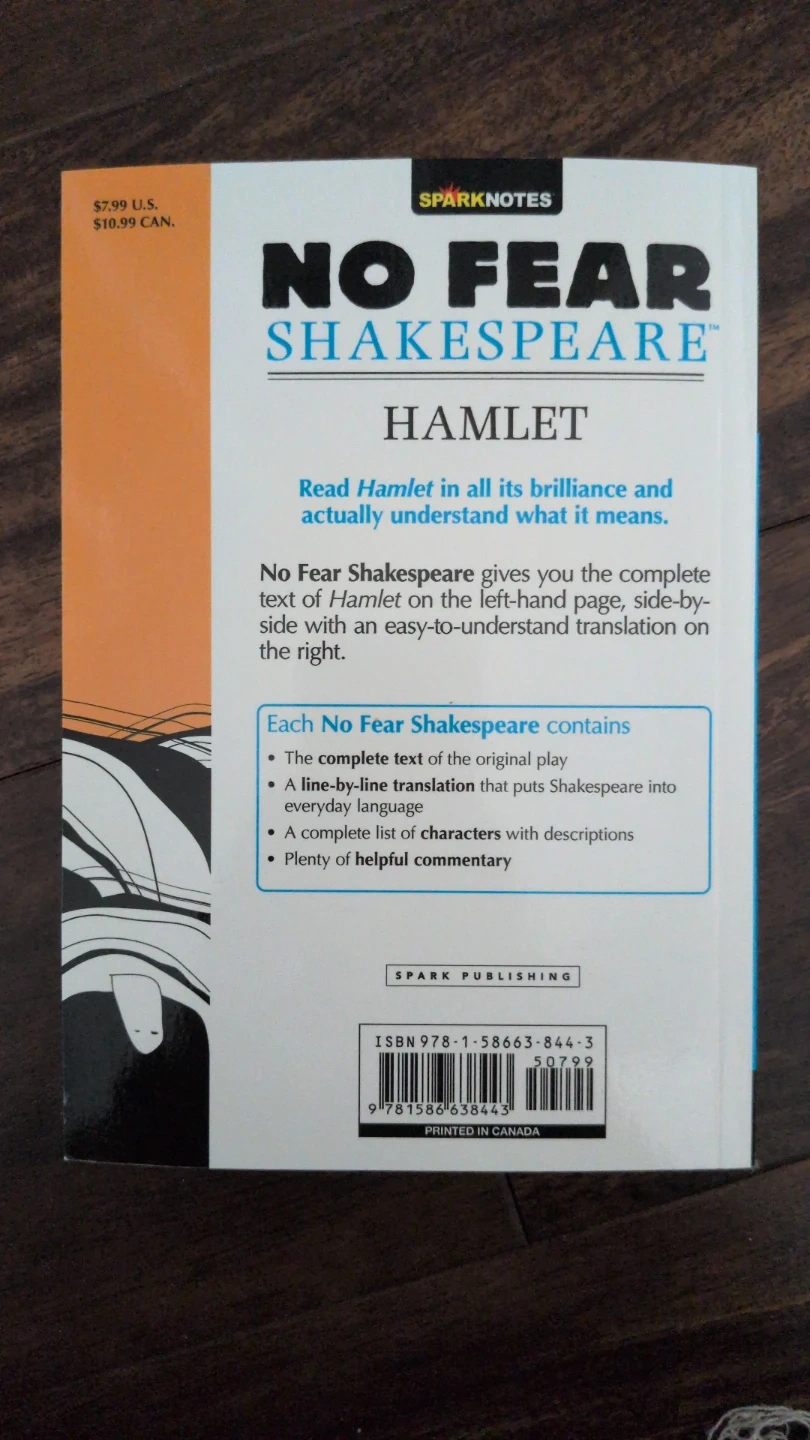 $7.99 U.S.
$10.99 CAN.
SPARKNOTES
NO FEAR
SHAKESPEARE™
HAMLET
Read Hamlet in all its brilliance and
actually understand what it means.
No Fear Shakespeare gives you the complete
text of Hamlet on the left-hand page, side-by-
side with an easy-to-understand translation on
the right.
Each No Fear Shakespeare contains
• The complete text of the original play
• A line-by-line translation that puts Shakespeare into
everyday language
• A complete list of characters with descriptions
• Plenty of helpful commentary
SPARK PUBLISHING
ISBN 978-1-58663-844-3
50799
9 781586 638443
PRINTED IN CANADA